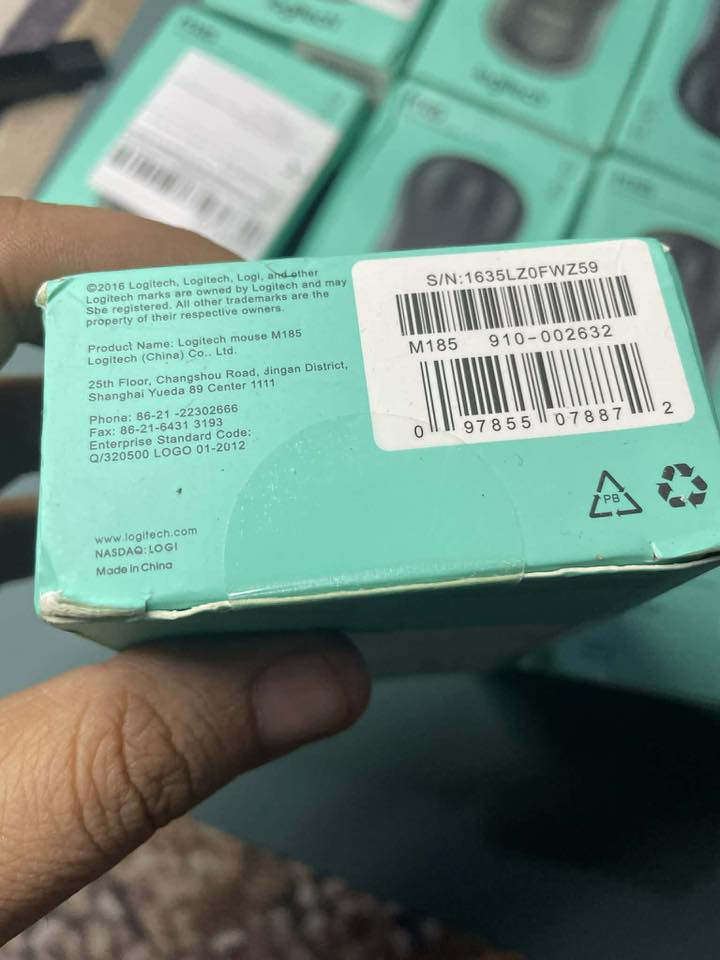 logitech
logitech
©2016 Logitech, Logitech, Logi, and other
Logitech marks are owned by Logitech and may
Sbe registered. All other trademarks are the
property of their respective owners.
Product Name: Logitech mouse M185
Logitech (China) Co.. Ltd.
25th Floor, Changshou Road, Jingan District,
Shanghai Yueda 89 Center 1111
Phone: 86-21 -22302666
Fax: 86-21-6431 3193
Enterprise Standard Code:
Q/320500 LOGO 01-2012
www.logitech.com
NASDAQ:LOGI
Made in China
S/N:1635LZ0FWZ59
M185 910-002632
0 97855 07887 2
PB